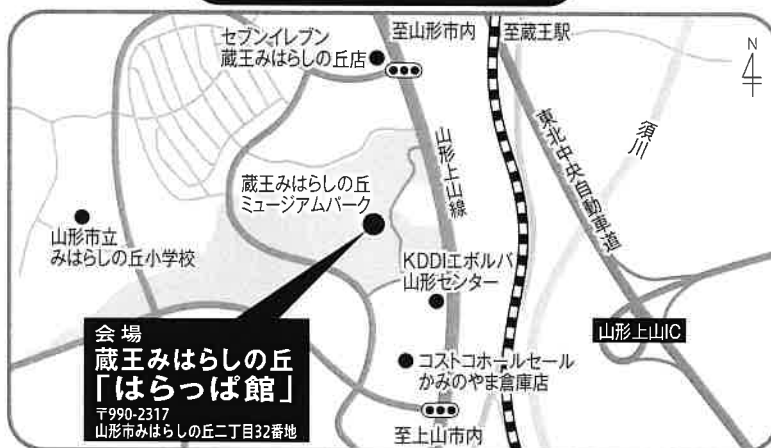 セブンイレブン
蔵王みはらしの丘店
至山形市内
至蔵王駅
N
山形上山線
東北中央自動車道
須川
蔵王みはらしの丘
ミュージアムパーク
山形市立
みはらしの丘小学校
KDDIエボルバ
山形センター
山形上山IC
コストコホールセール
かみのやま倉庫店
至上山市内
会場
蔵王みはらしの丘
「はらっぱ館」
〒990-2317
山形市みはらしの丘二丁目32番地